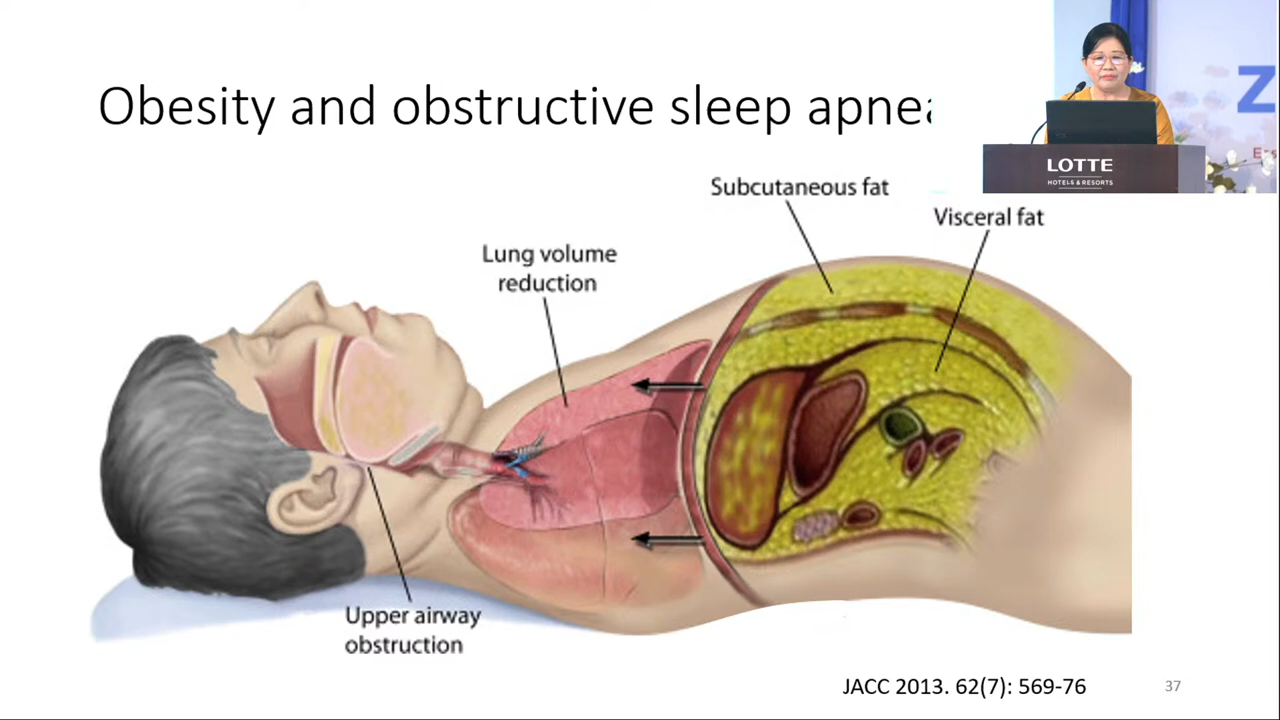 Obesity and obstructive sleep apnea
Z
LOTTE
HOTELS & RESORTS
Subcutaneous fat
Visceral fat
Lung volume
reduction
Upper airway
obstruction
JACC 2013. 62(7): 569-76
37